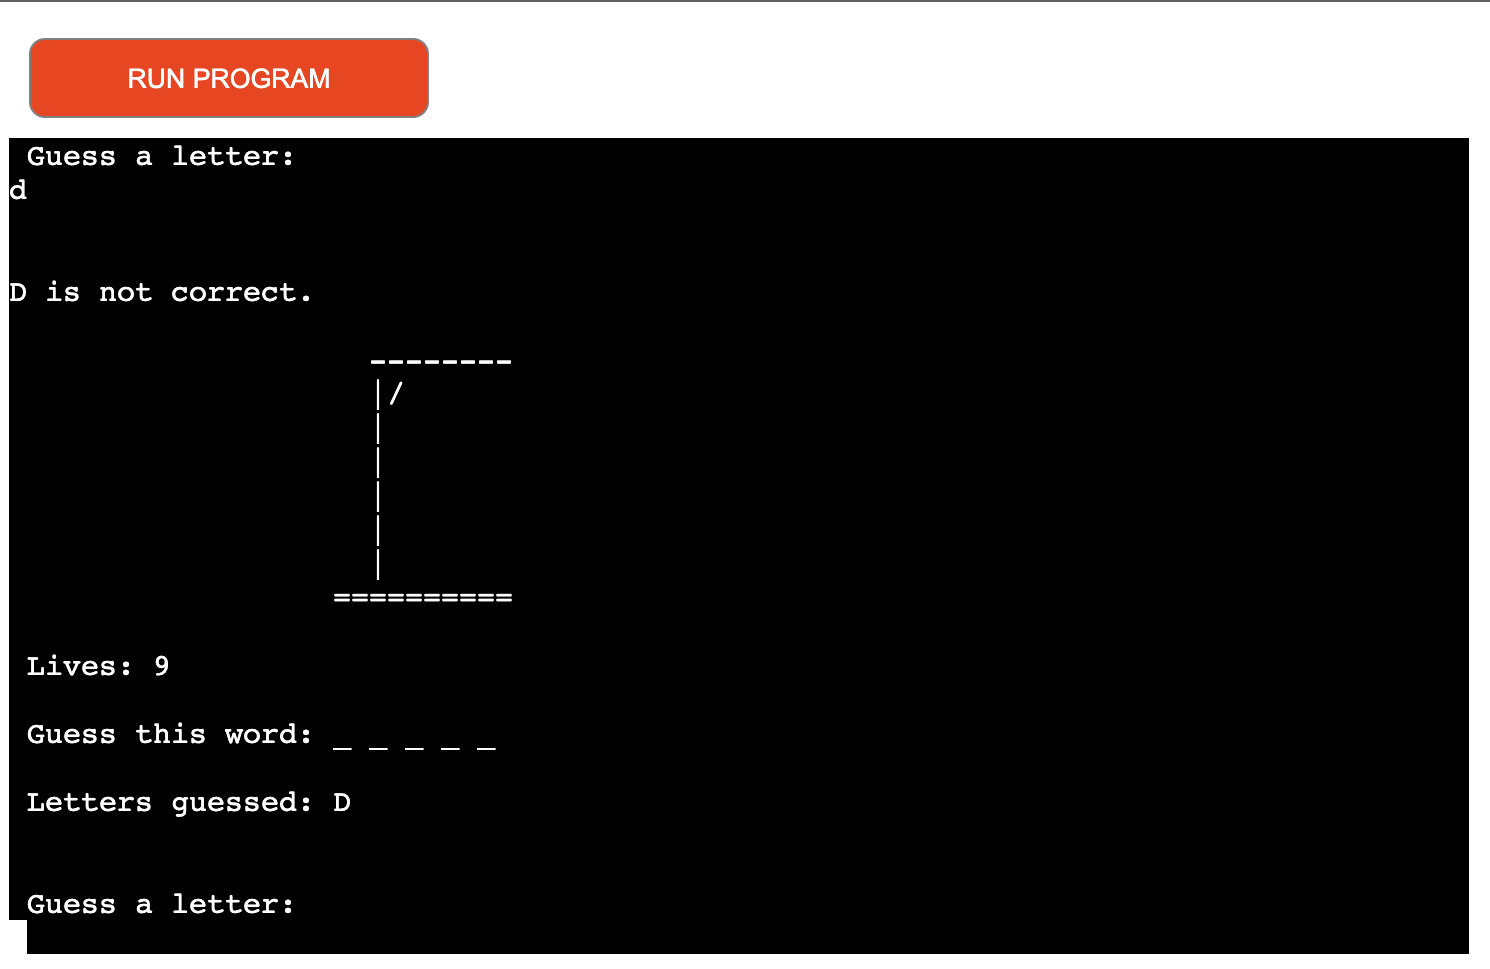 RUN PROGRAM
Guess a letter:
d
D is not correct.
--------
|/
|
|
|
|
|
==========
Lives: 9
Guess this word: _ _ _ _ _
Letters guessed: D
Guess a letter: